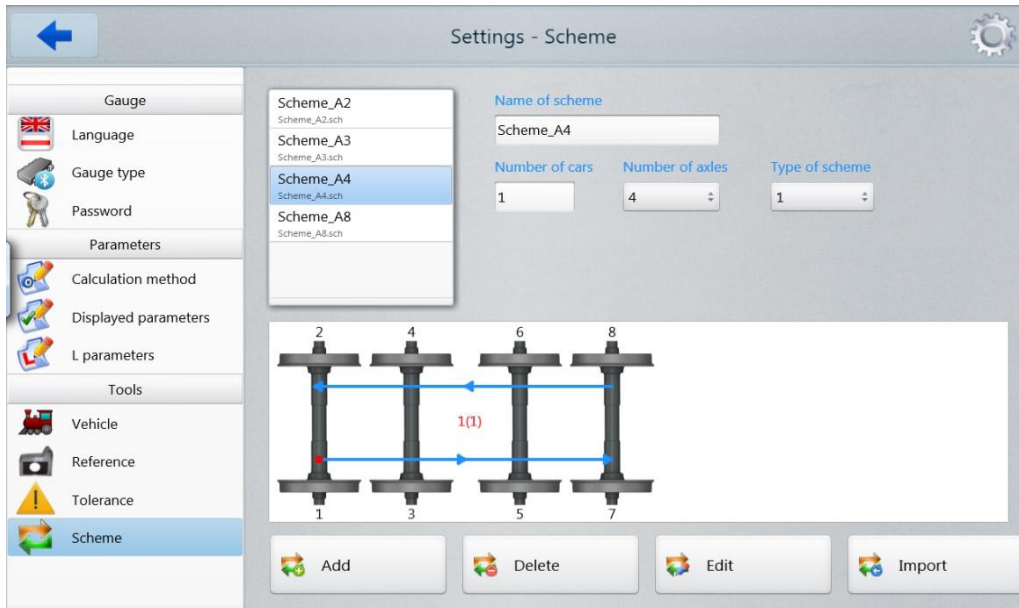 Settings - Scheme
Gauge
Language
Gauge type
Password
Parameters
Calculation method
Displayed parameters
L parameters
Tools
Vehicle
Reference
Tolerance
Scheme
Scheme_A2
Scheme_A2.sch
Scheme_A3
Scheme_A3.sch
Scheme_A4
Scheme_A4.sch
Scheme_A8
Scheme_A8.sch
Name of scheme
Scheme_A4
Number of cars Number of axles Type of scheme
1 4 1
2 4 6 8
1(1)
1 3 5 7
Add Delete Edit Import